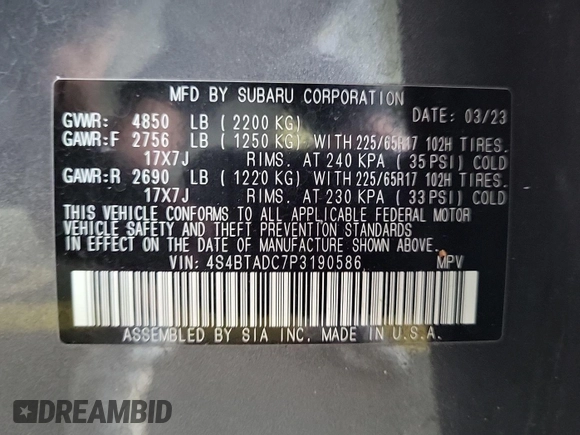 MFD BY SUBARU CORPORATION
DATE: 03/23
GVWR: 4850 LB (2200 KG)
GAWR:F 2756 LB (1250 KG) WITH 225/65R17 102H TIRES.
17X7J RIMS. AT 240 KPA (35 PSI) COLD
GAWR:R 2690 LB (1220 KG) WITH 225/65R17 102H TIRES.
17X7J RIMS. AT 230 KPA (33 PSI) COLD
THIS VEHICLE CONFORMS TO ALL APPLICABLE FEDERAL MOTOR
VEHICLE SAFETY AND THEFT PREVENTION STANDARDS
IN EFFECT ON THE DATE OF MANUFACTURE SHOWN ABOVE.
VIN: 4S4BTADC7P3190586 MPV
ASSEMBLED BY SIA INC. MADE IN U.S.A.
DREAMBID